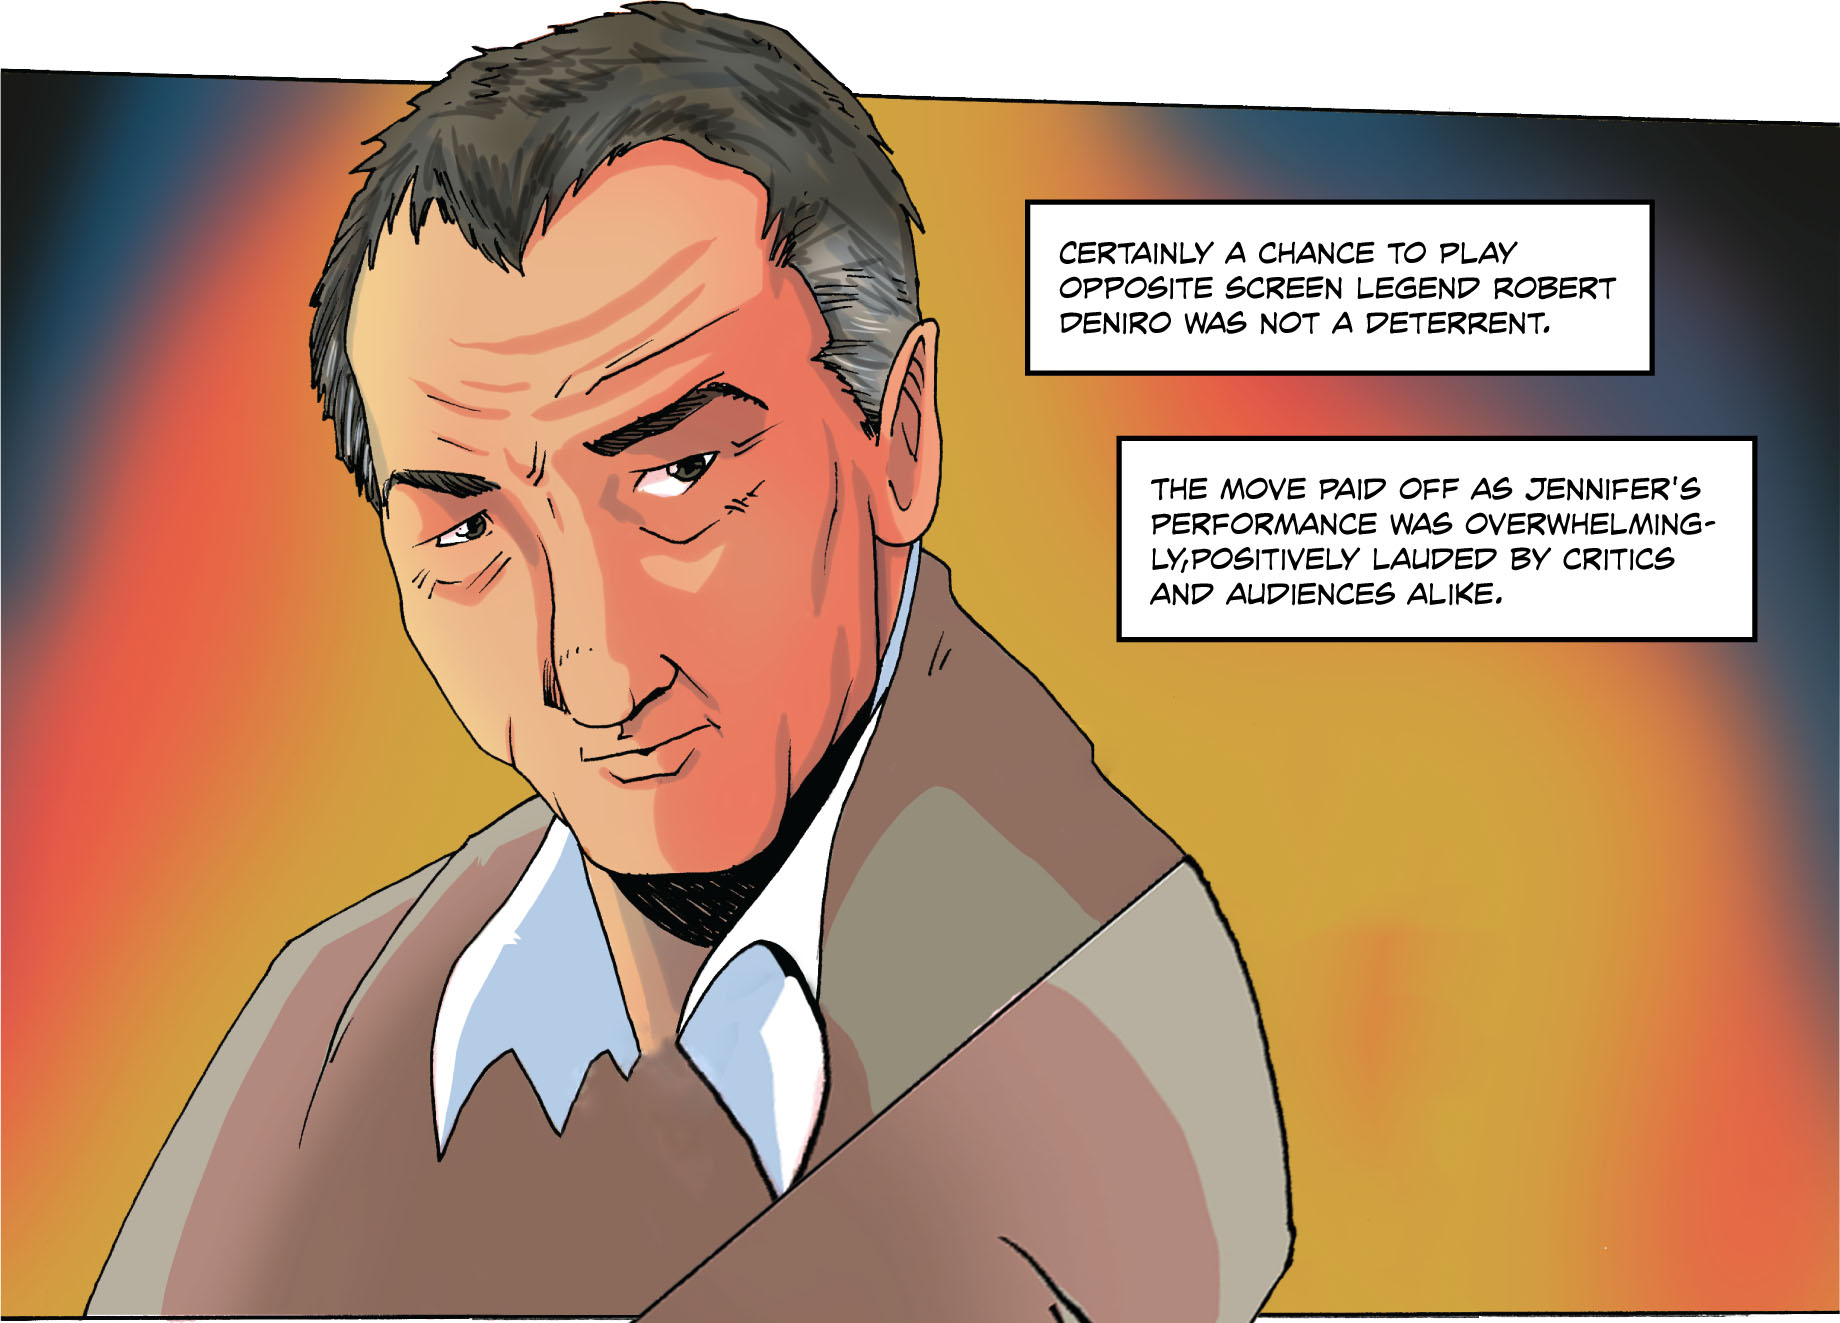 CERTAINLY A CHANCE TO PLAY
OPPOSITE SCREEN LEGEND ROBERT
DENIRO WAS NOT A DETERRENT.
THE MOVE PAID OFF AS JENNIFER'S
PERFORMANCE WAS OVERWHELMING-
LY;POSITIVELY LAUDED BY CRITICS
AND AUDIENCES ALIKE.